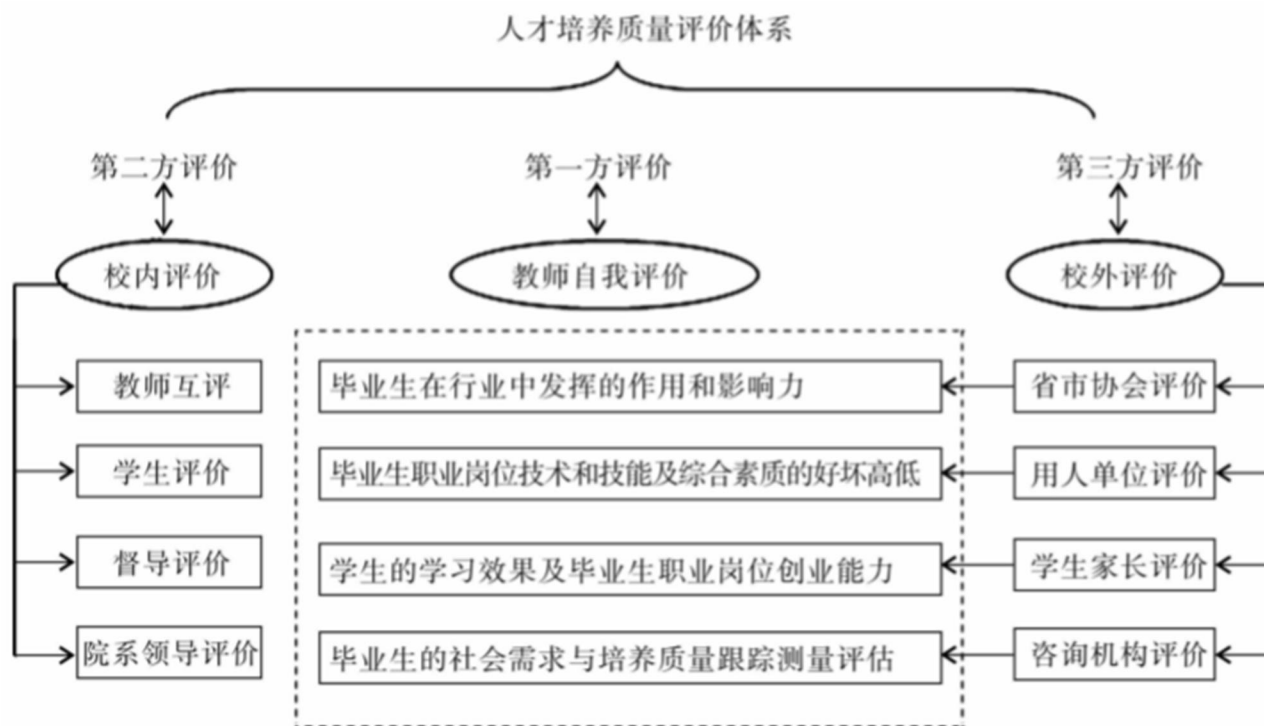 人才培养质量评价体系
第二方评价
第一方评价
第三方评价
校内评价
教师自我评价
校外评价
教师互评
毕业生在行业中发挥的作用和影响力
省市协会评价
学生评价
毕业生职业岗位技术和技能及综合素质的好坏高低
用人单位评价
督导评价
学生的学习效果及毕业生职业岗位创业能力
学生家长评价
院系领导评价
毕业生的社会需求与培养质量跟踪测量评估
咨询机构评价